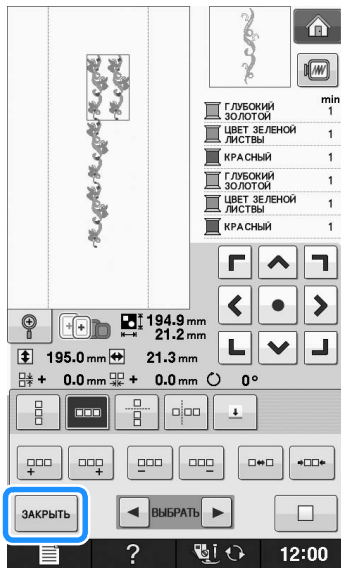 min
ГЛУБОКИЙ
ЗОЛОТОЙ 1
ЦВЕТ ЗЕЛЕНОЙ
ЛИСТВЫ 1
КРАСНЫЙ 1
ГЛУБОКИЙ
ЗОЛОТОЙ 1
ЦВЕТ ЗЕЛЕНОЙ
ЛИСТВЫ 1
КРАСНЫЙ 1
194.9 mm
21.2 mm
195.0 mm 21.3 mm
+ 0.0 mm + 0.0 mm 0°
ЗАКРЫТЬ ВЫБРАТЬ
? 12:00